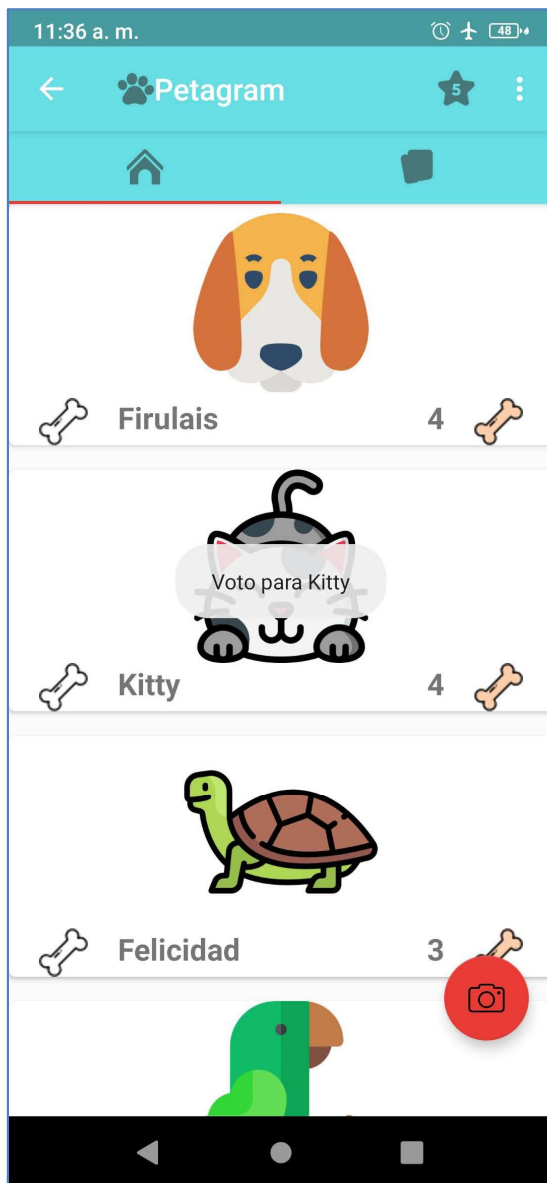 11:36 a. m.
48
Petagram
5
Firulais
4
Voto para Kitty
Kitty
4
Felicidad
3